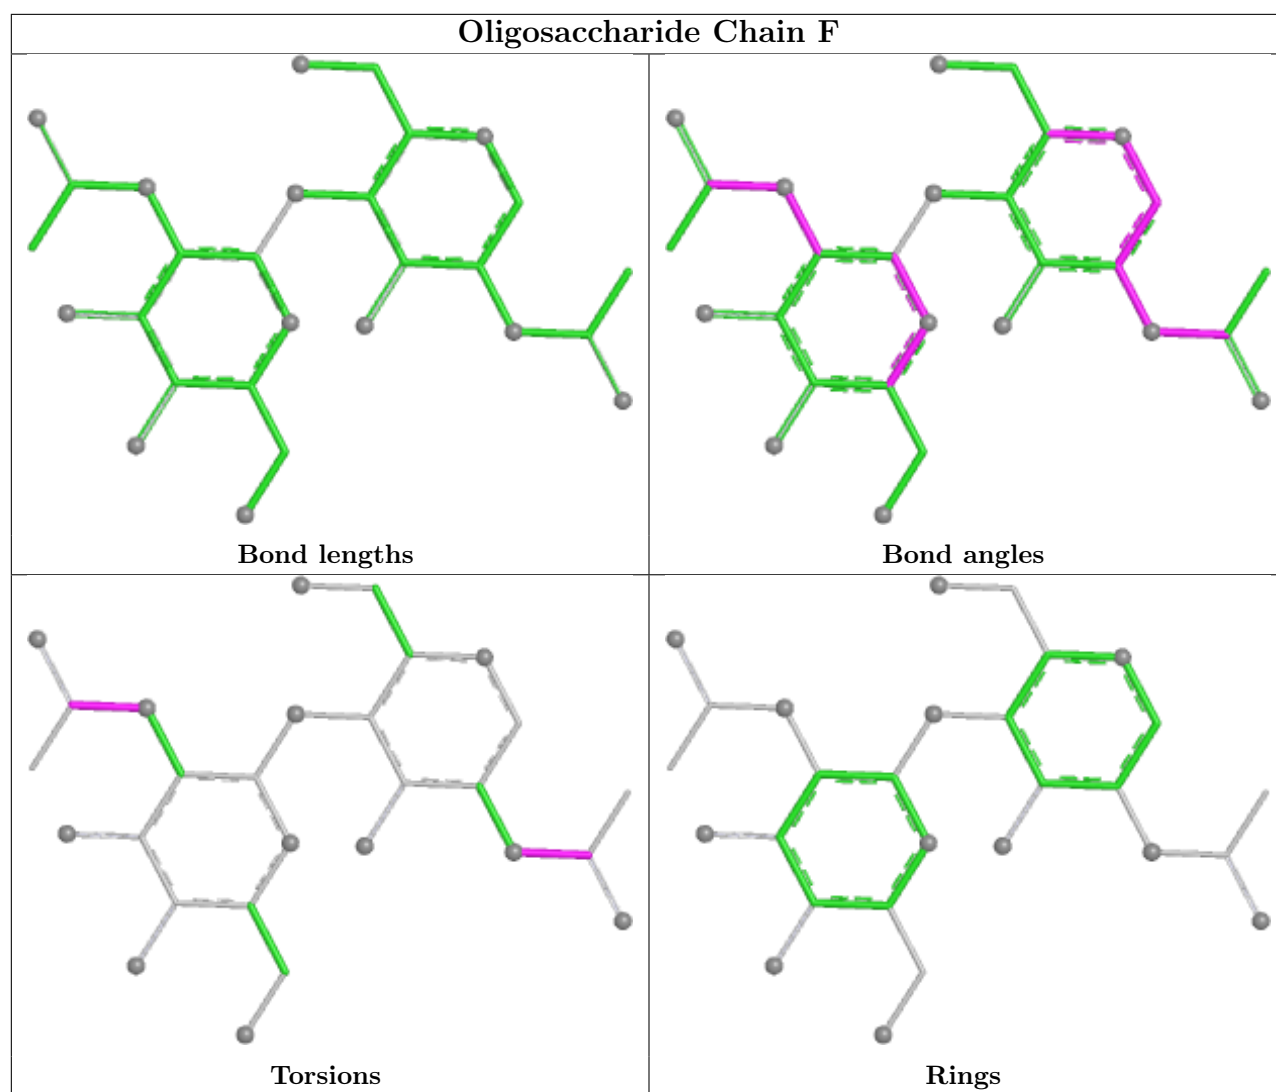 Oligosaccharide Chain F
Bond lengths
Bond angles
Torsions
Rings